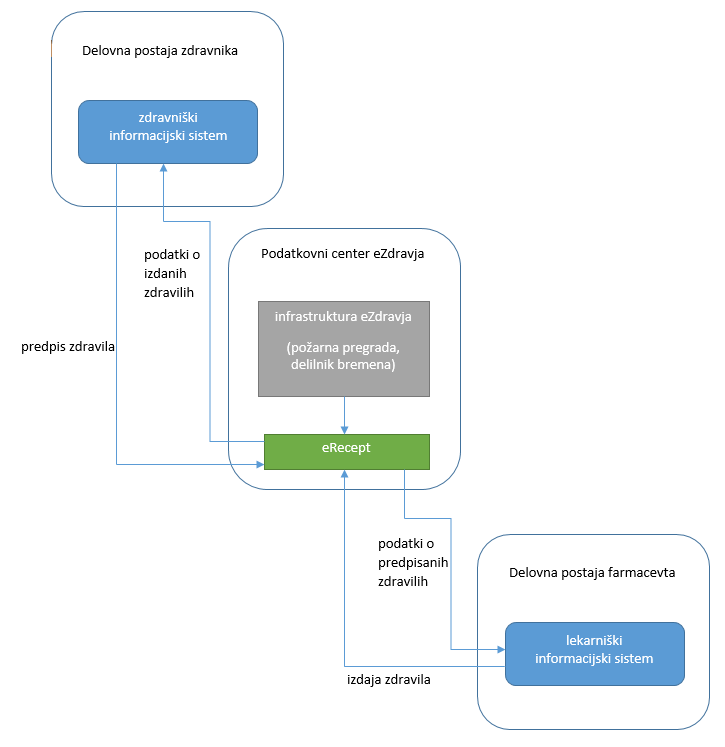 Delovna postaja zdravnika
zdravniški
informacijski sistem
podatki o
izdanih
zdravilih
predpis zdravila
Podatkovni center eZdravja
infrastruktura eZdravja
(požarna pregrada,
delilnik bremena)
eRecept
podatki o
predpisanih
zdravilih
Delovna postaja farmacevta
lekarniški
informacijski sistem
izdaja zdravila